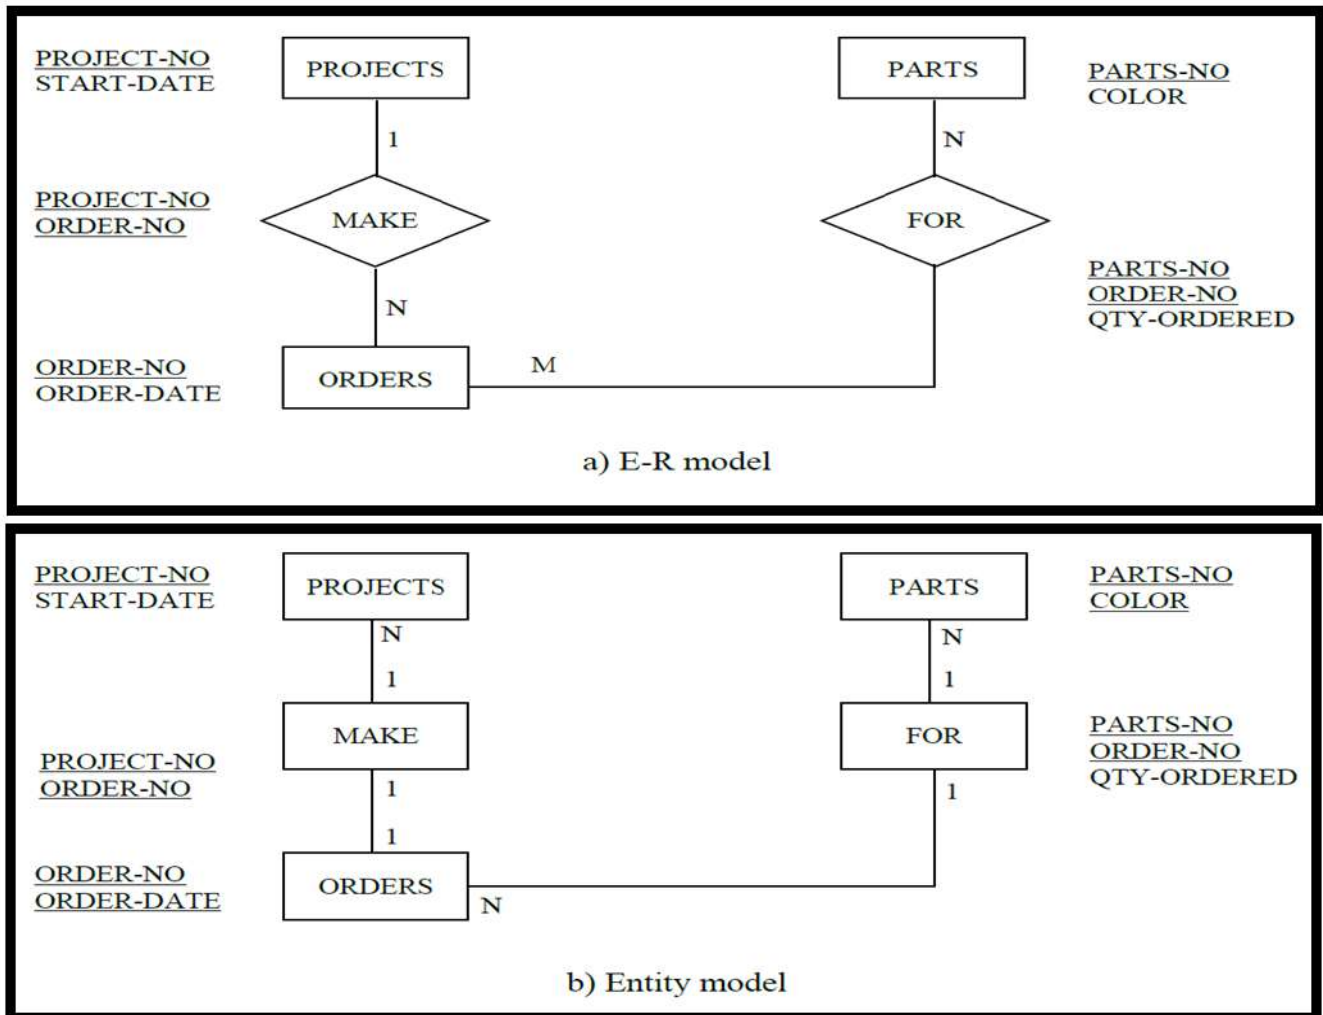 PROJECT-NO
START-DATE
PROJECTS
PARTS
PARTS-NO
COLOR
1
N
PROJECT-NO
ORDER-NO
MAKE
FOR
PARTS-NO
ORDER-NO
QTY-ORDERED
N
ORDER-NO
ORDER-DATE
ORDERS
M
a) E-R model
PROJECT-NO
START-DATE
PROJECTS
PARTS
PARTS-NO
COLOR
N
N
1
1
MAKE
FOR
PARTS-NO
ORDER-NO
QTY-ORDERED
PROJECT-NO
ORDER-NO
1
1
1
ORDER-NO
ORDER-DATE
ORDERS
N
b) Entity model